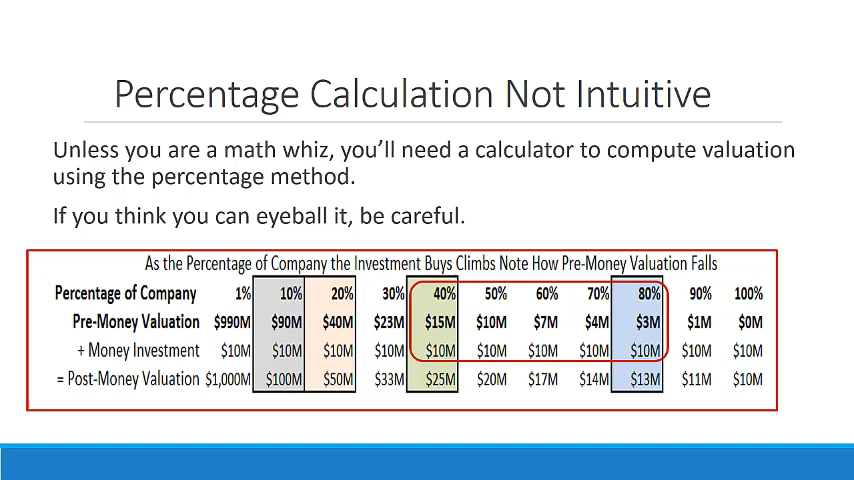 Percentage Calculation Not Intuitive
Unless you are a math whiz, you’ll need a calculator to compute valuation
using the percentage method.
If you think you can eyeball it, be careful.
As the Percentage of Company the Investment Buys Climbs Note How Pre-Money Valuation Falls
Percentage of Company 1% 10% 20% 30% 40% 50% 60% 70% 80% 90% 100%
Pre-Money Valuation $990M $90M $40M $23M $15M $10M $7M $4M $3M $1M $0M
+ Money Investment $10M $10M $10M $10M $10M $10M $10M $10M $10M $10M $10M
= Post-Money Valuation $1,000M $100M $50M $33M $25M $20M $17M $14M $13M $11M $10M